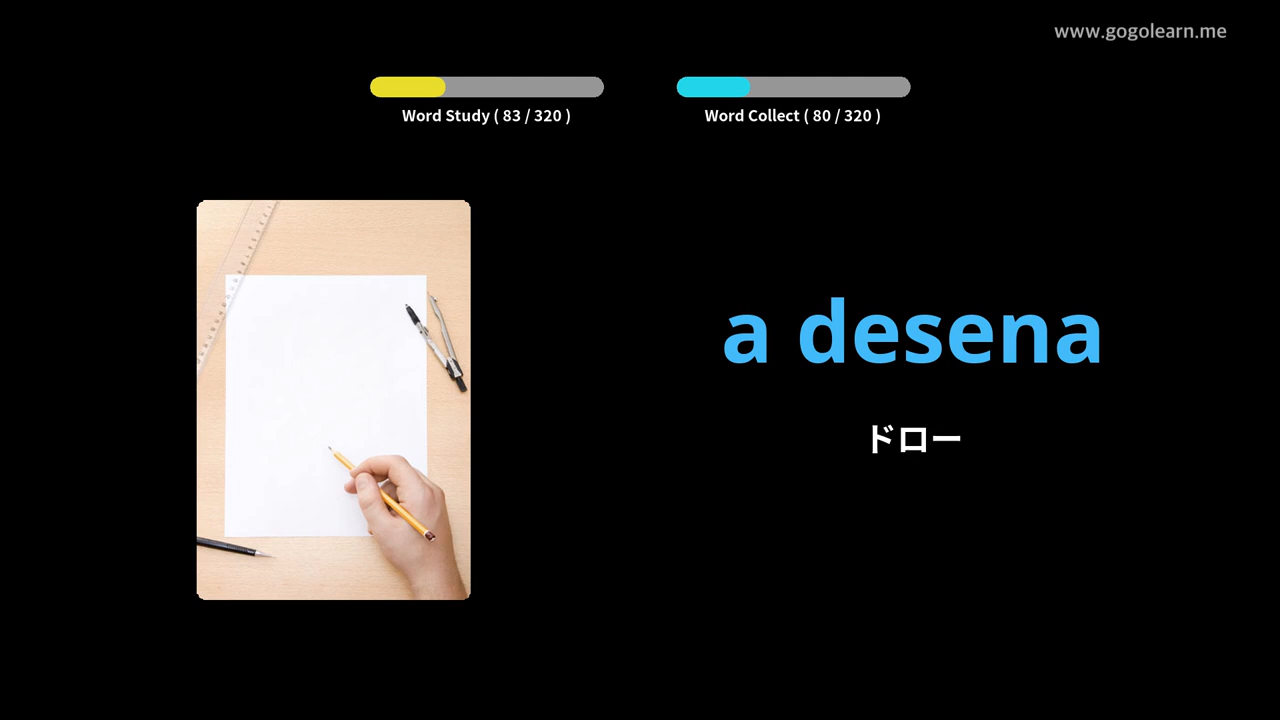 www.gogolearn.me
Word Study ( 83 / 320 )
Word Collect ( 80 / 320 )
a desena
ドロー